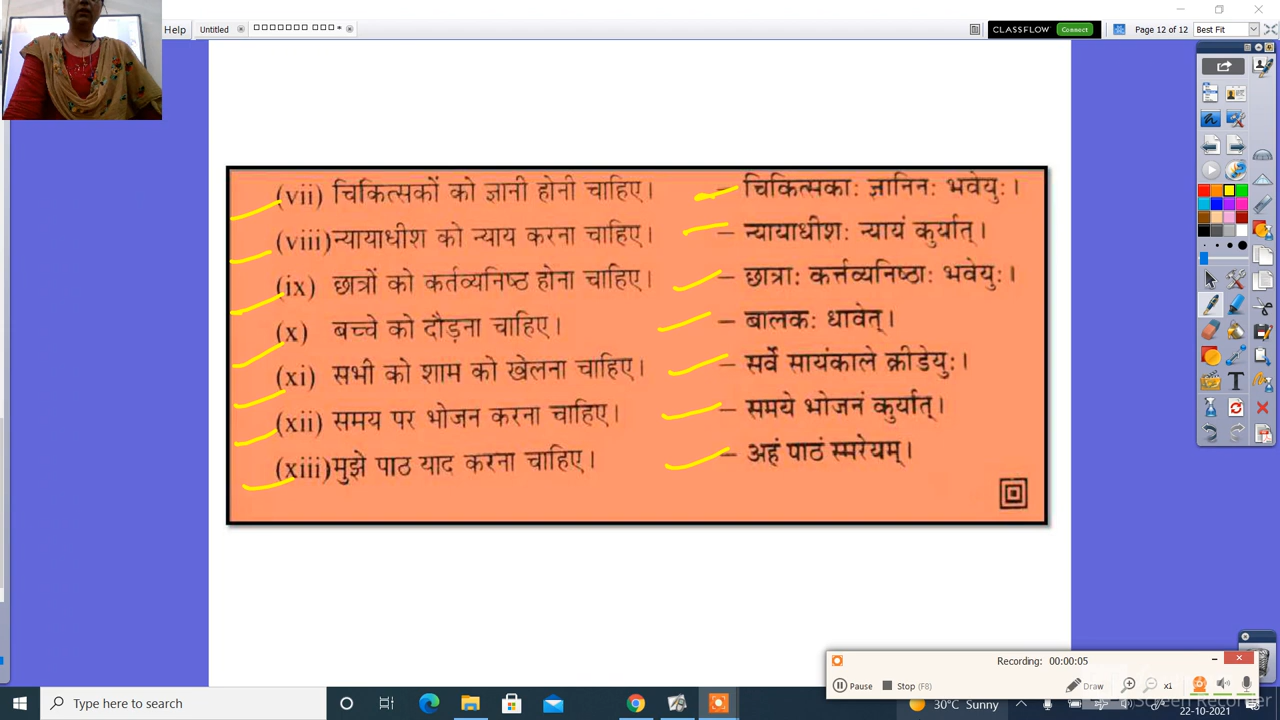 Help Untitled □□□□□□□ □□□* CLASSFLOW Connect Page 12 of 12 Best Fit
(vii) चिकित्सकों को ज्ञानी होनी चाहिए। – चिकित्सकाः ज्ञानिनः भवेयुः।
(viii) न्यायाधीश को न्याय करना चाहिए। – न्यायाधीशः न्यायं कुर्यात्।
(ix) छात्रों को कर्तव्यनिष्ठ होना चाहिए। – छात्राः कर्त्तव्यनिष्ठाः भवेयुः।
(x) बच्चे को दौड़ना चाहिए। – बालकः धावेत्।
(xi) सभी को शाम को खेलना चाहिए। – सर्वे सायंकाले क्रीडेयुः।
(xii) समय पर भोजन करना चाहिए। – समये भोजनं कुर्यात्।
(xiii) मुझे पाठ याद करना चाहिए। – अहं पाठं स्मरेयम्।
Recording: 00:00:05
Pause Stop (F8) Draw x1
Type here to search 30°C Sunny 22-10-2021